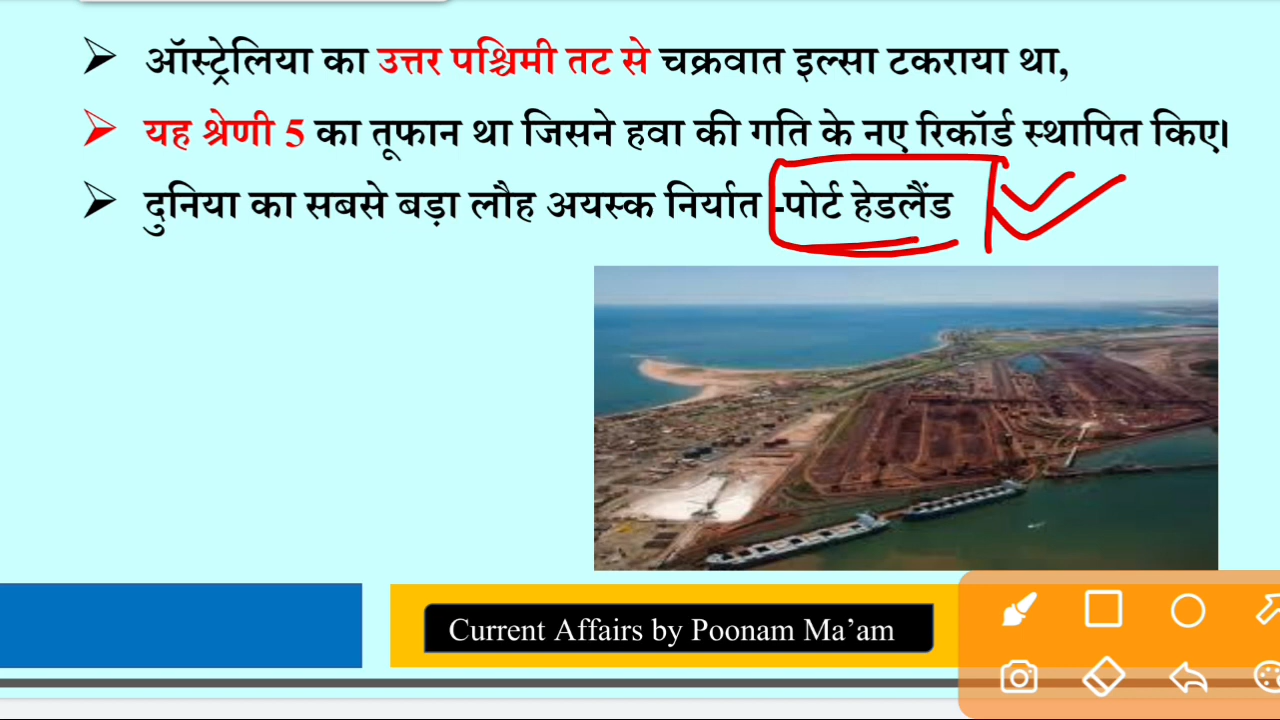 ऑस्ट्रेलिया का उत्तर पश्चिमी तट से चक्रवात इल्सा टकराया था,
यह श्रेणी 5 का तूफान था जिसने हवा की गति के नए रिकॉर्ड स्थापित किए।
दुनिया का सबसे बड़ा लौह अयस्क निर्यात -पोर्ट हेडलैंड
Current Affairs by Poonam Ma’am